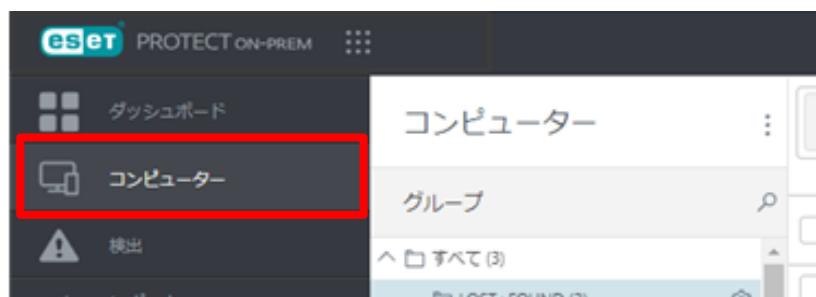 eset PROTECT ON-PREM
ダッシュボード
コンピューター
検出
コンピューター
グループ
すべて (3)